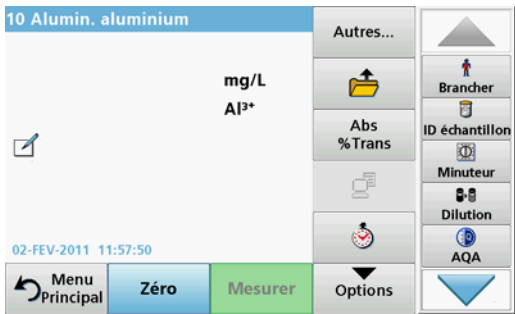 10 Alumin. aluminium
mg/L
Al³⁺
02-FEV-2011 11:57:50
Menu
Principal
Zéro
Mesurer
Autres...
Abs
%Trans
Options
Brancher
ID échantillon
Minuteur
Dilution
AQA